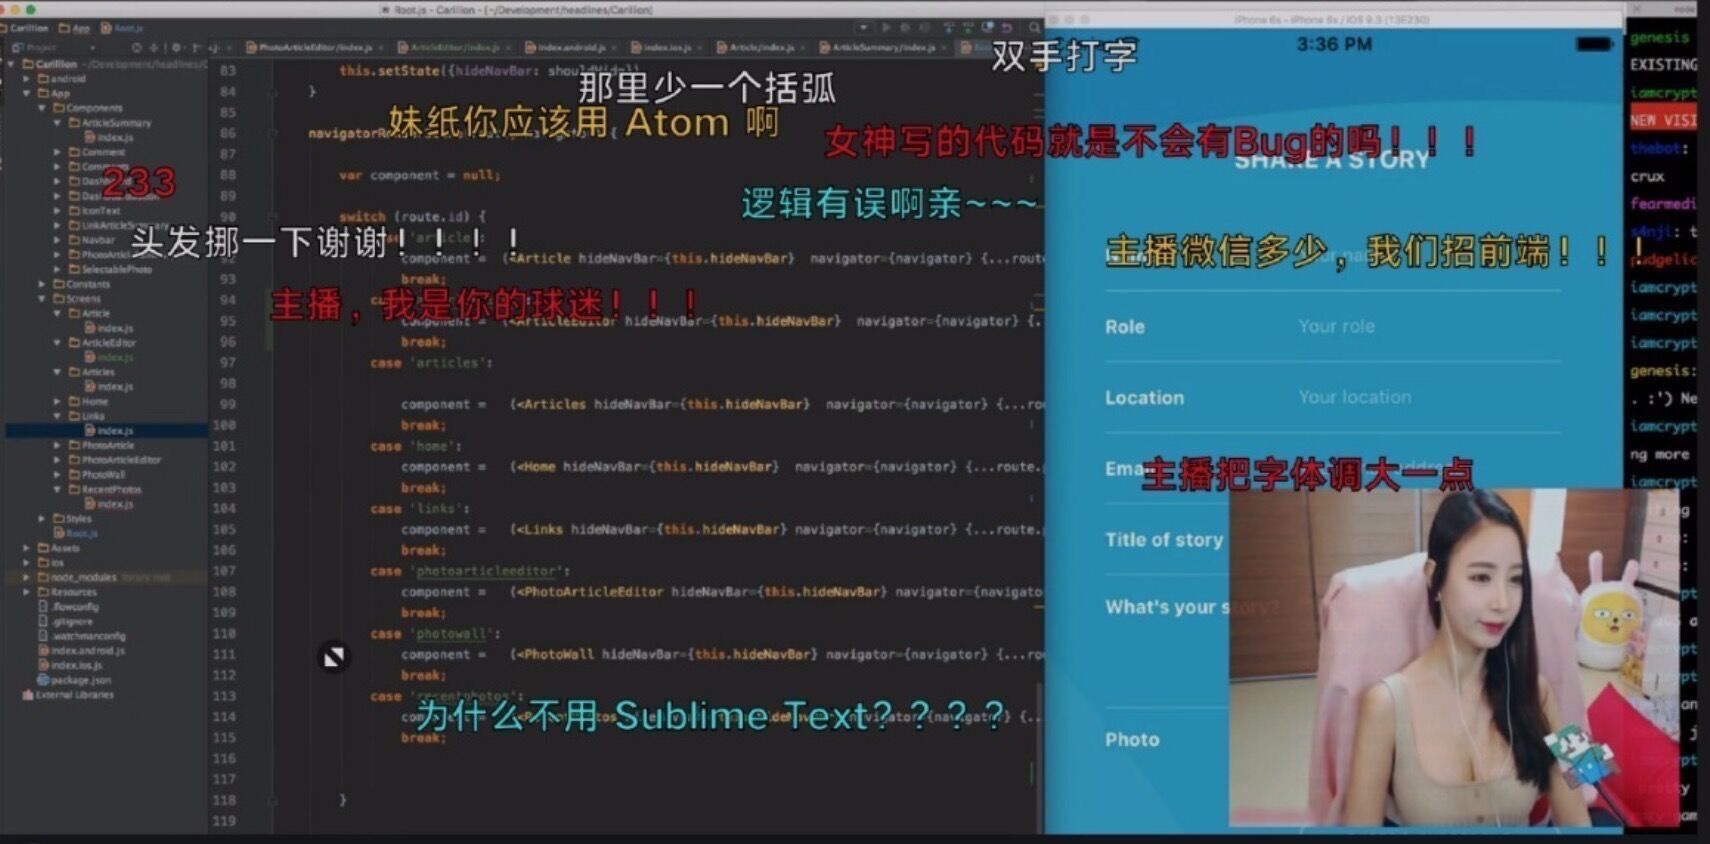 Root.js - Carillion - [~/Development/headlines/Carillion]
iPhone 6s - iPhone 6s / iOS 9.3 (13E230)
Carillion
App
Root.js
Project
PhotoArticleEditor/index.js
ArticleEditor/index.js
index.android.js
index.ios.js
Article/index.js
ArticleSummary/index.js
Carillion ~/Development/headlines/C
android
App
Components
ArticleSummary
index.js
Comment
IconText
LinkArticleSummary
Navbar
SelectablePhoto
Constants
Screens
Article
index.js
ArticleEditor
index.js
Articles
index.js
Home
Links
index.js
PhotoArticle
PhotoArticleEditor
PhotoWall
RecentPhotos
index.js
Styles
Root.js
Assets
ios
node_modules library root
Resources
.flowconfig
.gitignore
.watchmanconfig
index.android.js
index.ios.js
package.json
External Libraries
83 this.setState({hideNavBar:
84 }
85
86
87
88 var component = null;
89
90 switch (route.id) {
(<Article hideNavBar={this.hideNavBar} navigator={navigator} {...rout
93 break;
94
95 component = (<ArticleEditor hideNavBar={this.hideNavBar} navigator={navigator} {.
96 break;
97 case 'articles':
98
99 component = (<Articles hideNavBar={this.hideNavBar} navigator={navigator} {...ro
100 break;
101 case 'home':
102 component = (<Home hideNavBar={this.hideNavBar} navigator={navigator} {...route.
103 break;
104 case 'links':
105 component = (<Links hideNavBar={this.hideNavBar} navigator={navigator} {...route.
106 break;
107 case 'photoarticleeditor':
108 component = (<PhotoArticleEditor hideNavBar={this.hideNavBar} navigator={navigato
109 break;
110 case 'photowall':
111 component = (<PhotoWall hideNavBar={this.hideNavBar} navigator={navigator} {...ro
112 break;
113 case 'recentphotos':
114
115 break;
116
117
118 }
119
双手打字
那里少一个括弧
妹纸你应该用 Atom 啊
女神写的代码就是不会有Bug的吗！！！
233
逻辑有误啊亲~~~
头发挪一下谢谢！！！！
主播微信多少，我们招前端！！！
主播，我是你的球迷！！！
主播把字体调大一点
为什么不用 Sublime Text？？？？
3:36 PM
SHARE A STORY
Role Your role
Location Your location
Email
Title of story
What's your story?
Photo
genesis
EXISTING
iamcrypt
NEW VISI
thebot:
crux
fearmedi
s4nji: t
pudgelic
iamcrypt
iamcrypt
iamcrypt
genesis:
. :') Ne
iamcrypt
ng more
iamcrypt